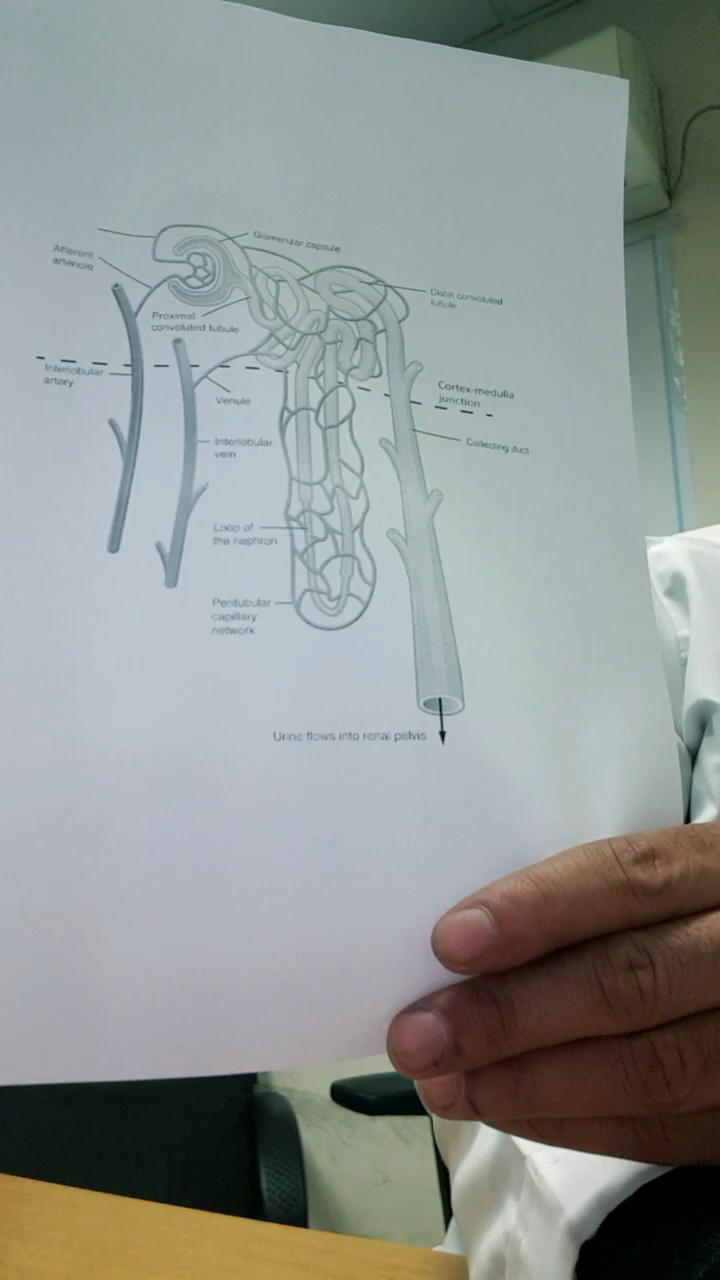 Glomerular capsule
Afferent
arteriole
Distal convoluted
tubule
Proximal
convoluted tubule
Interlobular
artery
Cortex-medulla
junction
Venule
Interlobular
vein
Collecting duct
Loop of
the nephron
Peritubular
capillary
network
Urine flows into renal pelvis